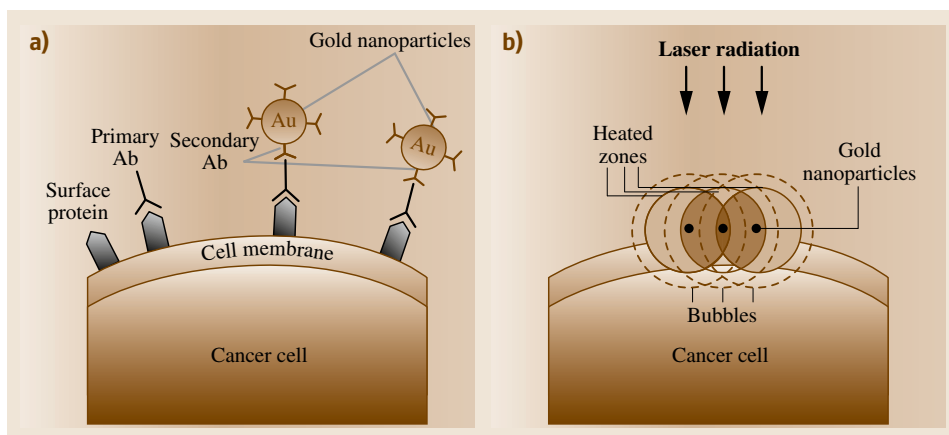 a)
Gold nanoparticles
Au
Primary
Ab
Secondary
Ab
Au
Surface
protein
Cell membrane
Cancer cell
b)
Laser radiation
Heated
zones
Gold
nanoparticles
Bubbles
Cancer cell